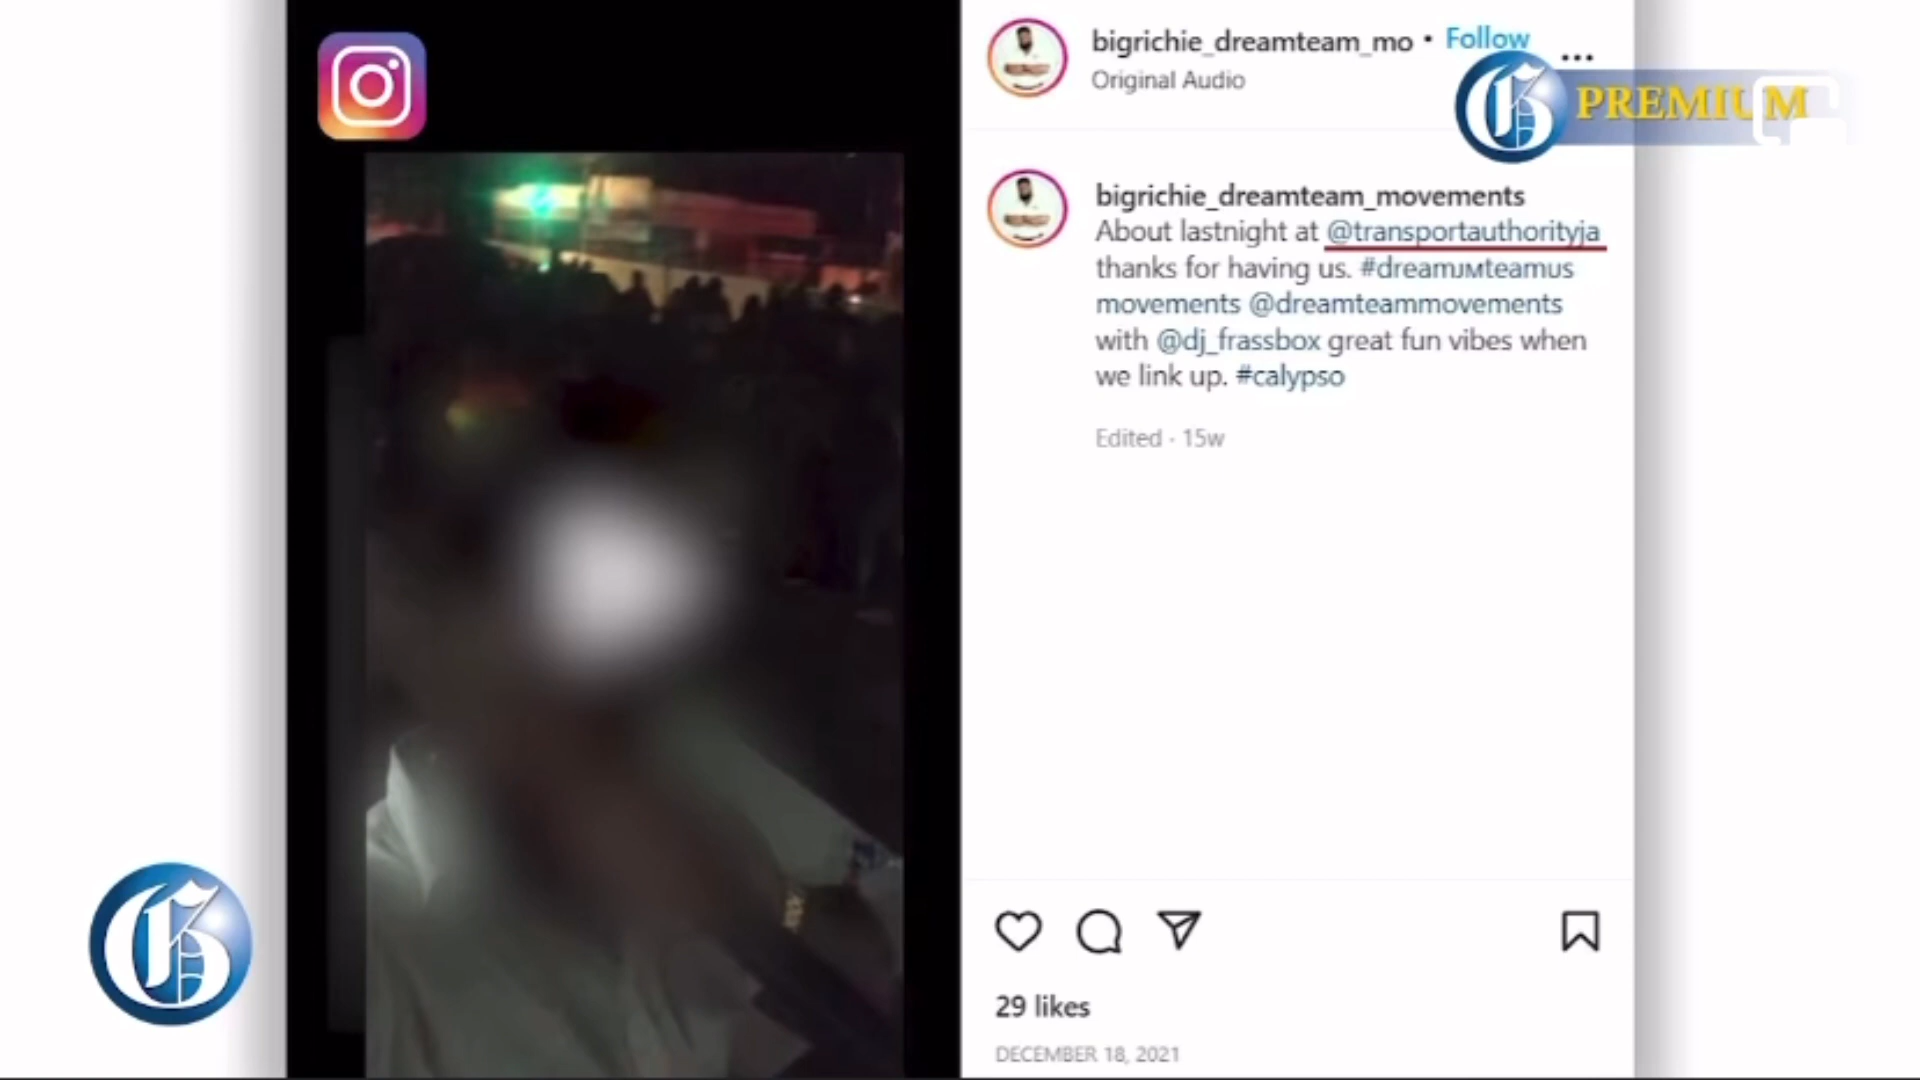 bigrichie_dreamteam_mo • Follow
Original Audio
PREMIUM
bigrichie_dreamteam_movements
About lastnight at @transportauthorityja
thanks for having us. #dreamᴊᴍteamᴜs
movements @dreamteammovements
with @dj_frassbox great fun vibes when
we link up. #calypso
Edited · 15w
29 likes
DECEMBER 18, 2021
G